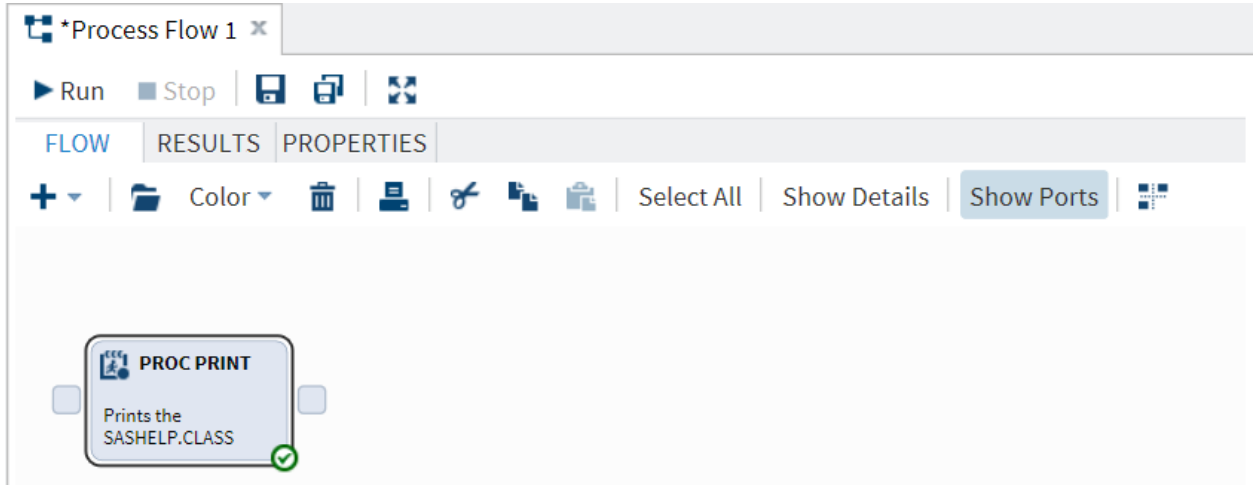 *Process Flow 1
Run Stop
FLOW RESULTS PROPERTIES
Color Select All Show Details Show Ports
PROC PRINT
Prints the
SASHELP.CLASS